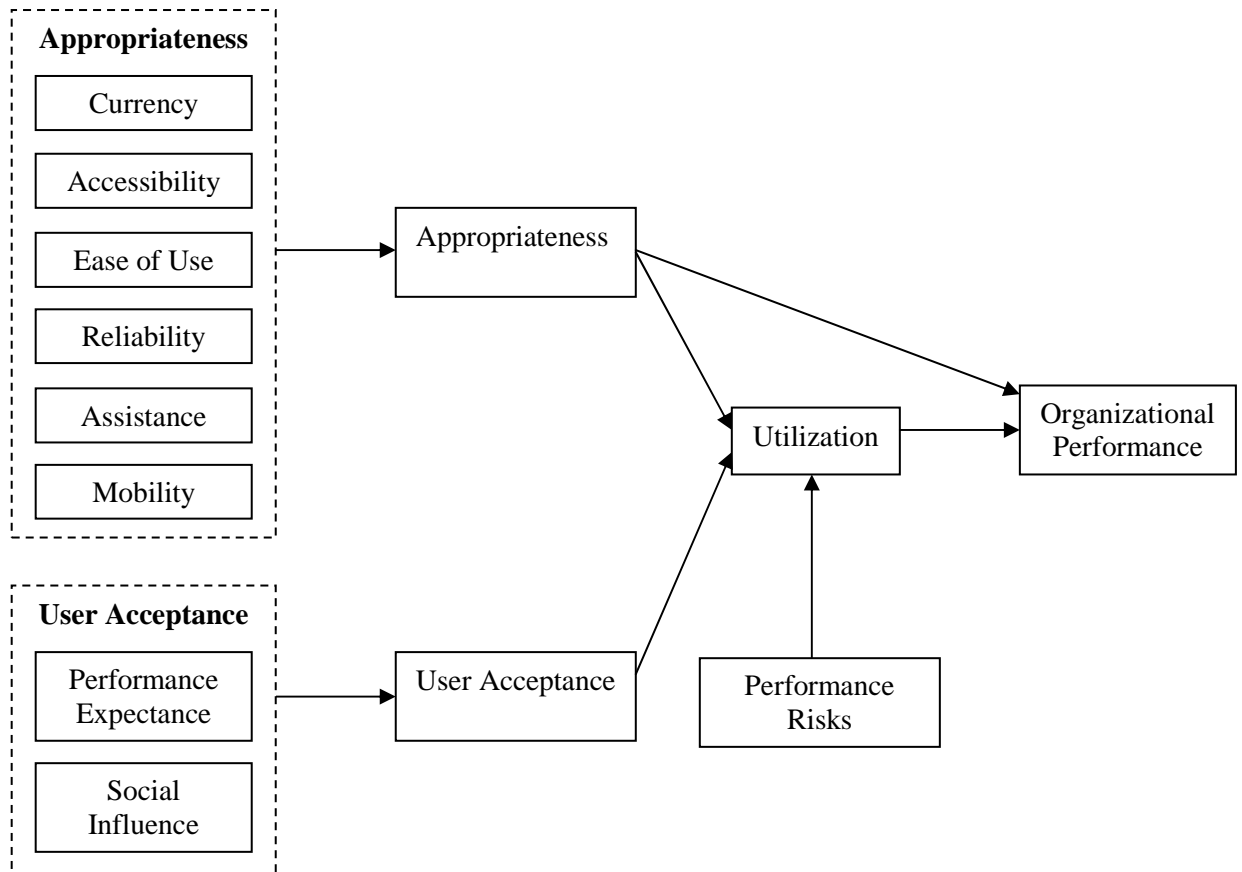 Appropriateness
Currency
Accessibility
Ease of Use
Reliability
Assistance
Mobility
User Acceptance
Performance
Expectance
Social
Influence
Appropriateness
User Acceptance
Utilization
Performance
Risks
Organizational
Performance